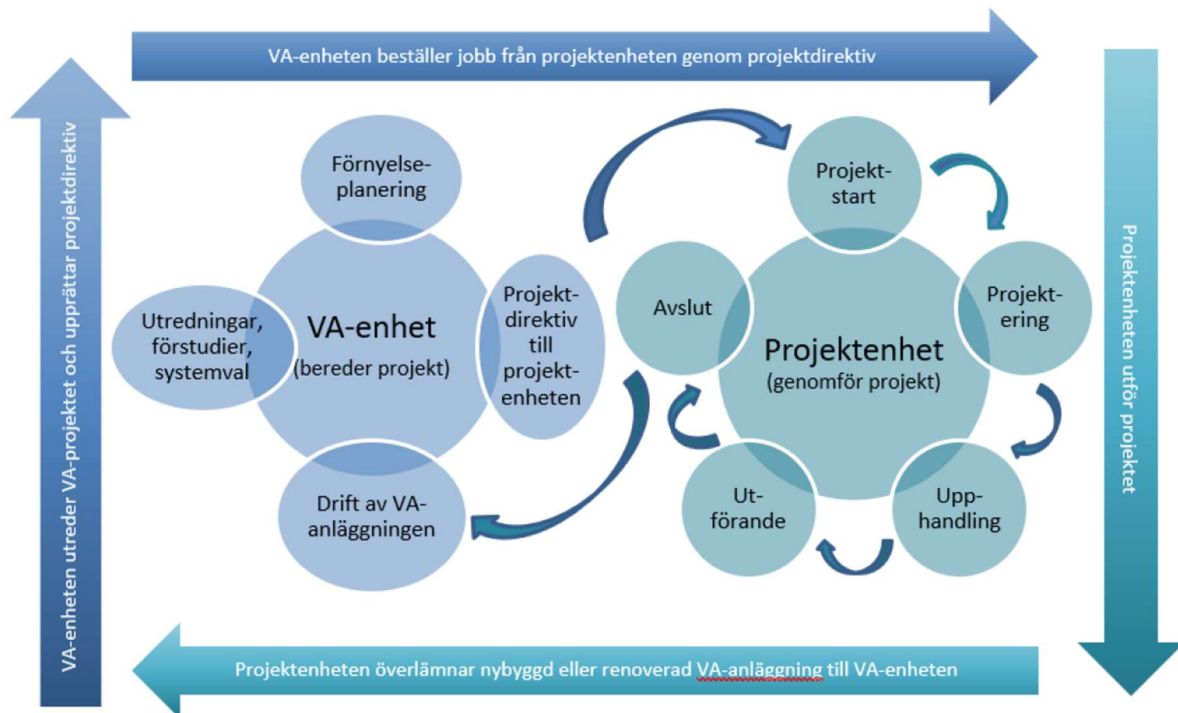 VA-enheten beställer jobb från projektenheten genom projektdirektiv
VA-enheten utreder VA-projektet och upprättar projektdirektiv
Förnyelse-
planering
Utredningar,
förstudier,
systemval
VA-enhet
(bereder projekt)
Projekt-
direktiv
till
projekt-
enheten
Drift av VA-
anläggningen
Projekt-
start
Avslut
Projekt-
ering
Projektenhet
(genomför projekt)
Ut-
förande
Upp-
handling
Projektenheten utför projektet
Projektenheten överlämnar nybyggd eller renoverad VA-anläggning till VA-enheten